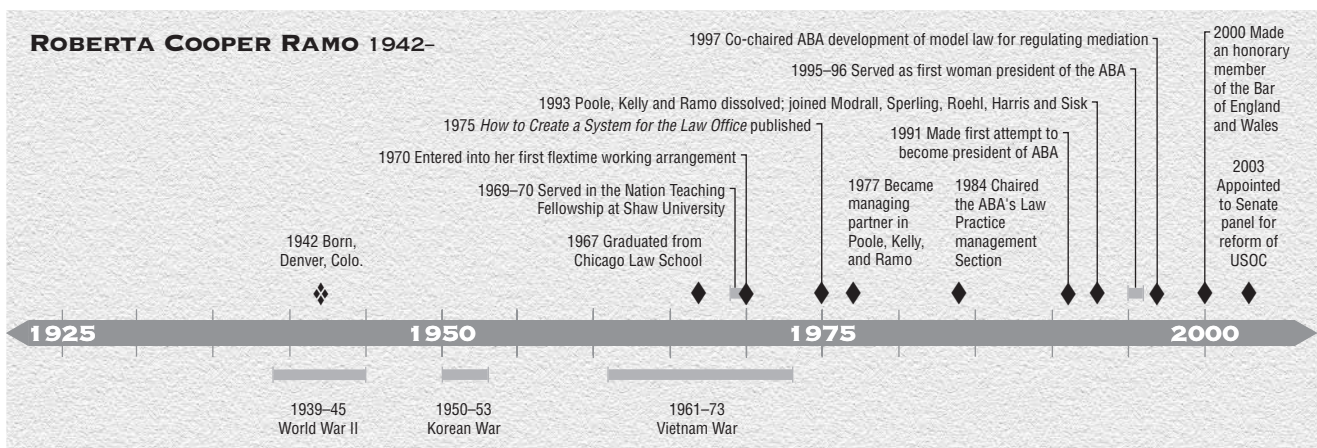 ROBERTA COOPER RAMO 1942–
1997 Co-chaired ABA development of model law for regulating mediation
1995–96 Served as first woman president of the ABA
1993 Poole, Kelly and Ramo dissolved; joined Modrall, Sperling, Roehl, Harris and Sisk
1975 How to Create a System for the Law Office published
1970 Entered into her first flextime working arrangement
1969–70 Served in the Nation Teaching
Fellowship at Shaw University
1942 Born,
Denver, Colo.
1967 Graduated from
Chicago Law School
1977 Became
managing
partner in
Poole, Kelly,
and Ramo
1984 Chaired
the ABA's Law
Practice
management
Section
1991 Made first attempt to
become president of ABA
2000 Made
an honorary
member
of the Bar
of England
and Wales
2003
Appointed
to Senate
panel for
reform of
USOC
1925
1950
1975
2000
1939–45
World War II
1950–53
Korean War
1961–73
Vietnam War